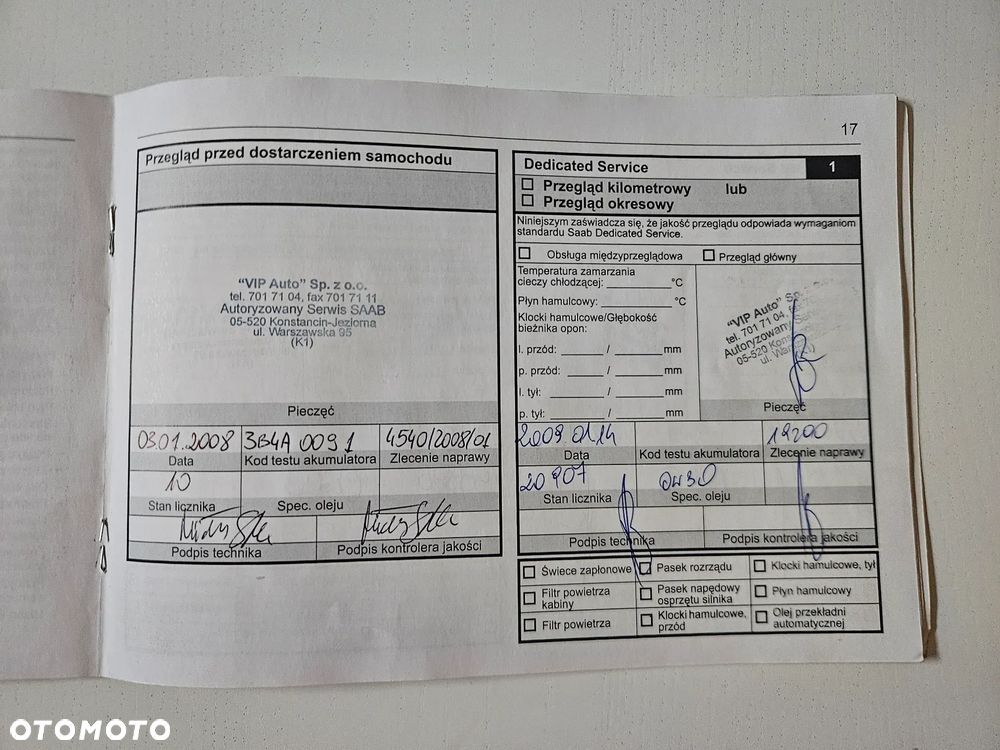 17
Przegląd przed dostarczeniem samochodu
"VIP Auto" Sp. z o.o.
tel. 701 71 04, fax 701 71 11
Autoryzowany Serwis SAAB
05-520 Konstancin-Jeziorna
ul. Warszawska 95
(K1)
Pieczęć
03.01.2008 3B4A 0091 4540/2008/01
Data Kod testu akumulatora Zlecenie naprawy
10
Stan licznika Spec. oleju
Podpis technika Podpis kontrolera jakości
Dedicated Service 1
Przegląd kilometrowy lub
Przegląd okresowy
Niniejszym zaświadcza się, że jakość przeglądu odpowiada wymaganiom
standardu Saab Dedicated Service.
Obsługa międzyprzeglądowa Przegląd główny
Temperatura zamarzania
cieczy chłodzącej: °C
Płyn hamulcowy: °C
Klocki hamulcowe/Głębokość
bieżnika opon:
l. przód: / mm
p. przód: / mm
l. tył: / mm
p. tył: / mm
"VIP Auto" Sp.
tel. 701 71 04
Autoryzowany
05-520
ul.
Pieczęć
2009.01.14 19200
Data Kod testu akumulatora Zlecenie naprawy
20907 0W30
Stan licznika Spec. oleju
Podpis technika Podpis kontrolera jakości
Świece zapłonowe Pasek rozrządu Klocki hamulcowe, tył
Filtr powietrza kabiny Pasek napędowy osprzętu silnika Płyn hamulcowy
Filtr powietrza Klocki hamulcowe, przód Olej przekładni automatycznej
OTOMOTO